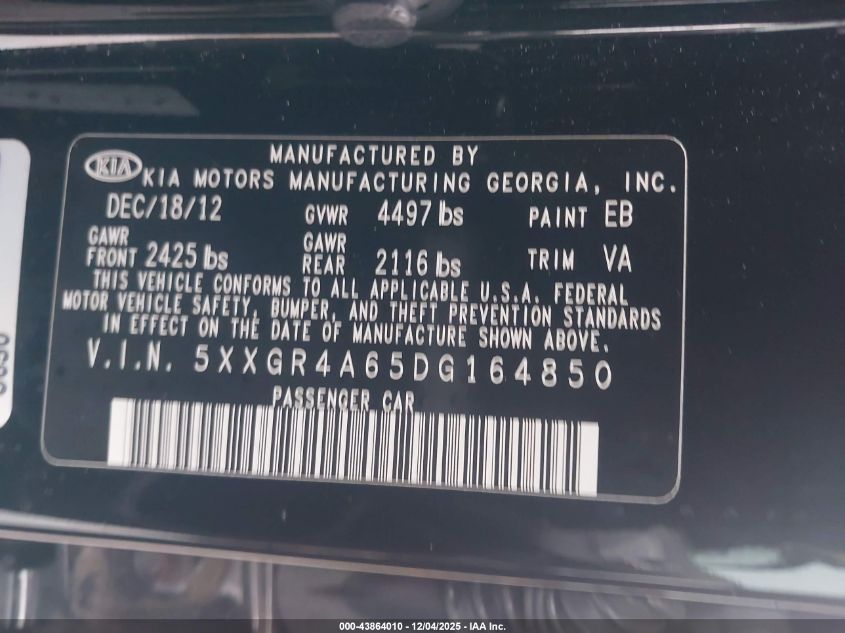 MANUFACTURED BY
KIA KIA MOTORS MANUFACTURING GEORGIA, INC.
DEC/18/12 GVWR 4497 lbs PAINT EB
GAWR FRONT 2425 lbs GAWR REAR 2116 lbs TRIM VA
THIS VEHICLE CONFORMS TO ALL APPLICABLE U.S.A. FEDERAL
MOTOR VEHICLE SAFETY, BUMPER, AND THEFT PREVENTION STANDARDS
IN EFFECT ON THE DATE OF MANUFACTURE SHOWN ABOVE.
V.I.N. 5XXGR4A65DG164850
PASSENGER CAR
000-43864010 - 12/04/2025 - IAA Inc.